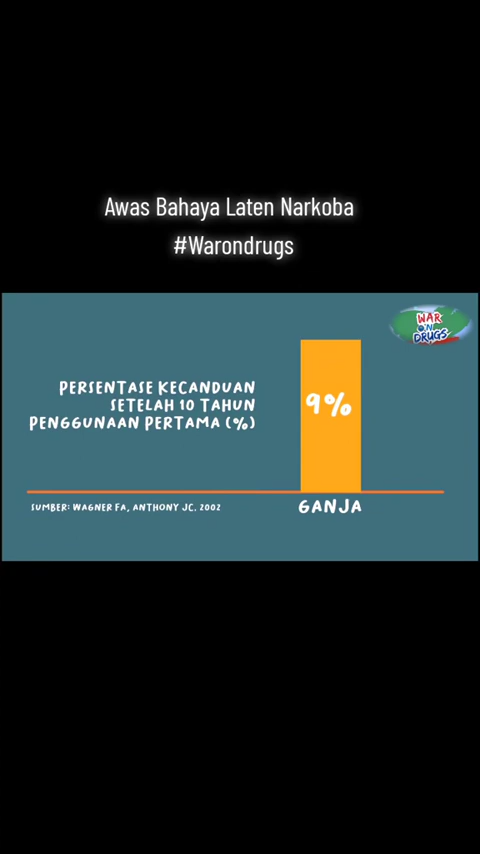 Awas Bahaya Laten Narkoba
#Warondrugs
WAR
ON
DRUGS
PERSENTASE KECANDUAN
SETELAH 10 TAHUN
PENGGUNAAN PERTAMA (%)
9%
SUMBER: WAGNER FA, ANTHONY JC. 2002
GANJA